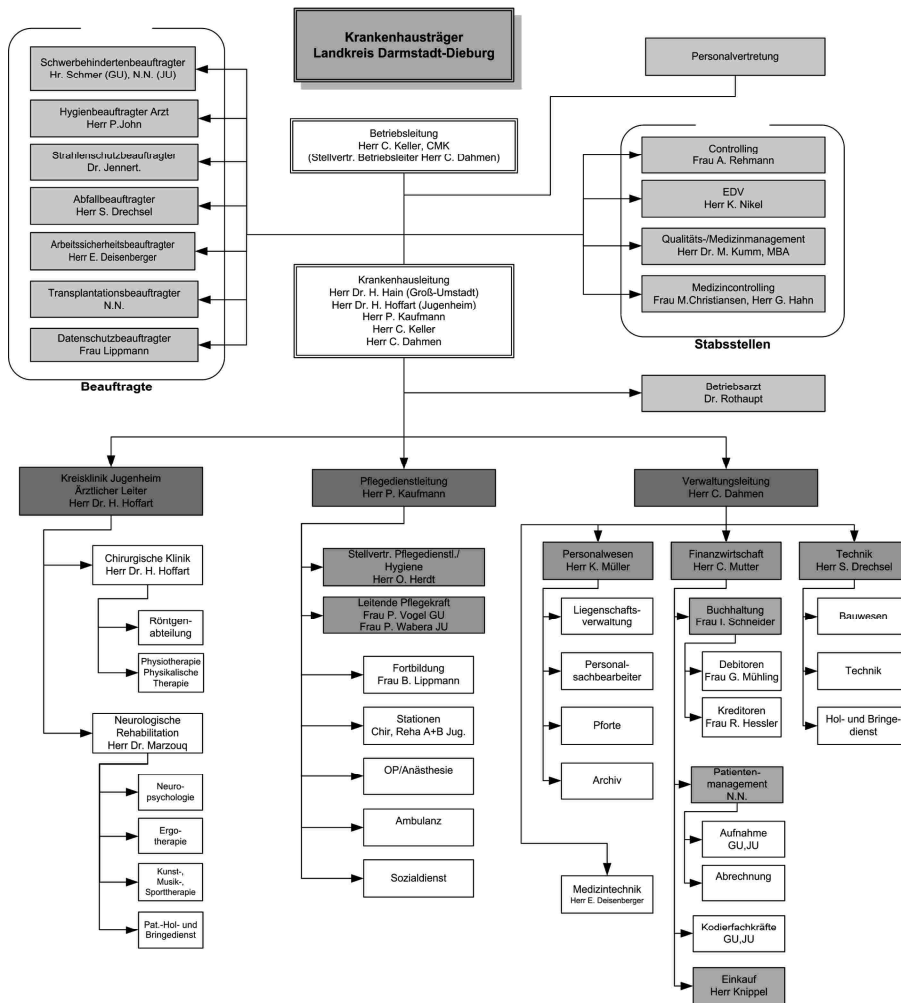 Krankenhausträger
Landkreis Darmstadt-Dieburg
Personalvertretung
Schwerbehindertenbeauftragter
Hr. Schmer (GU), N.N. (JU)
Hygienbeauftragter Arzt
Herr P.John
Strahlenschutzbeauftragter
Dr. Jennert.
Abfallbeauftragter
Herr S. Drechsel
Arbeitssicherheitsbeauftragter
Herr E. Deisenberger
Transplantationsbeauftragter
N.N.
Datenschutzbeauftragter
Frau Lippmann
Beauftragte
Betriebsleitung
Herr C. Keller, CMK
(Stellvertr. Betriebsleiter Herr C. Dahmen)
Krankenhausleitung
Herr Dr. H. Hain (Groß-Umstadt)
Herr Dr. H. Hoffart (Jugenheim)
Herr P. Kaufmann
Herr C. Keller
Herr C. Dahmen
Controlling
Frau A. Rehmann
EDV
Herr K. Nikel
Qualitäts-/Medizinmanagement
Herr Dr. M. Kumm, MBA
Medizincontrolling
Frau M.Christiansen, Herr G. Hahn
Stabsstellen
Betriebsarzt
Dr. Rothaupt
Kreisklinik Jugenheim
Ärztlicher Leiter
Herr Dr. H. Hoffart
Chirurgische Klinik
Herr Dr. H. Hoffart
Röntgen-
abteilung
Physiotherapie
Physikalische
Therapie
Neurologische
Rehabilitation
Herr Dr. Marzouq
Neuro-
psychologie
Ergo-
therapie
Kunst-,
Musik-,
Sporttherapie
Pat.-Hol- und
Bringedienst
Pflegedienstleitung
Herr P. Kaufmann
Stellvertr. Pflegedienstl./
Hygiene
Herr O. Herdt
Leitende Pflegekraft
Frau P. Vogel GU
Frau P. Wabera JU
Fortbildung
Frau B. Lippmann
Stationen
Chir, Reha A+B Jug.
OP/Anästhesie
Ambulanz
Sozialdienst
Verwaltungsleitung
Herr C. Dahmen
Personalwesen
Herr K. Müller
Liegenschafts-
verwaltung
Personal-
sachbearbeiter
Pforte
Archiv
Medizintechnik
Herr E. Deisenberger
Finanzwirtschaft
Herr C. Mutter
Buchhaltung
Frau I. Schneider
Debitoren
Frau G. Mühling
Kreditoren
Frau R. Hessler
Patienten-
management
N.N.
Aufnahme
GU,JU
Abrechnung
Kodierfachkräfte
GU,JU
Einkauf
Herr Knippel
Technik
Herr S. Drechsel
Bauwesen
Technik
Hol- und Bringe-
dienst